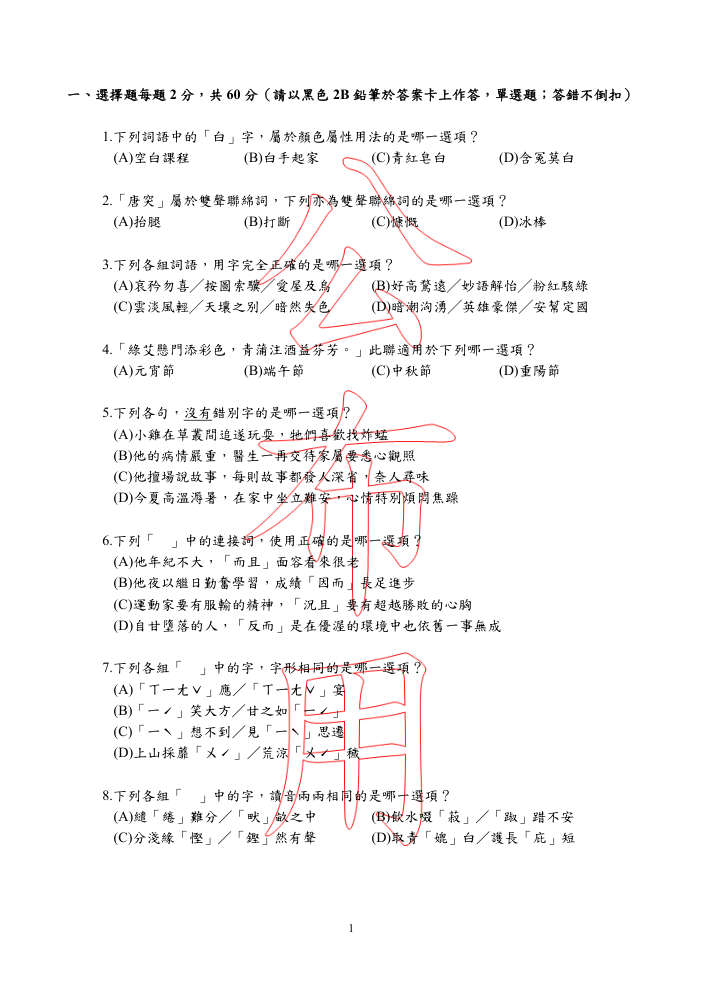 一、選擇題每題 2 分，共 60 分（請以黑色 2B 鉛筆於答案卡上作答，單選題；答錯不倒扣）
1.下列詞語中的「白」字，屬於顏色屬性用法的是哪一選項？
(A)空白課程 (B)白手起家 (C)青紅皂白 (D)含冤莫白
2.「唐突」屬於雙聲聯綿詞，下列亦為雙聲聯綿詞的是哪一選項？
(A)抬腿 (B)打斷 (C)慷慨 (D)冰棒
3.下列各組詞語，用字完全正確的是哪一選項？
(A)哀矜勿喜／按圖索驥／愛屋及烏 (B)好高騖遠／妙語解怡／粉紅駭綠
(C)雲淡風輕／天壤之別／暗然失色 (D)暗潮洶湧／英雄豪傑／安幫定國
4.「綠艾懸門添彩色，青蒲注酒益芬芳。」此聯適用於下列哪一選項？
(A)元宵節 (B)端午節 (C)中秋節 (D)重陽節
5.下列各句，沒有錯別字的是哪一選項？
(A)小雞在草叢間追逐玩耍，牠們喜歡找炸蜢
(B)他的病情嚴重，醫生一再交待家屬要悉心觀照
(C)他擅場說故事，每則故事都發人深省，奈人尋味
(D)今夏高溫溽暑，在家中坐立難安，心情特別煩悶焦躁
6.下列「　」中的連接詞，使用正確的是哪一選項？
(A)他年紀不大，「而且」面容看來很老
(B)他夜以繼日勤奮學習，成績「因而」長足進步
(C)運動家要有服輸的精神，「況且」要有超越勝敗的心胸
(D)自甘墮落的人，「反而」是在優渥的環境中也依舊一事無成
7.下列各組「　」中的字，字形相同的是哪一選項？
(A)「ㄒㄧㄤˇ」應／「ㄒㄧㄤˇ」宴
(B)「ㄧˊ」笑大方／甘之如「ㄧˊ」
(C)「ㄧˋ」想不到／見「ㄧˋ」思遷
(D)上山採蘼「ㄨˊ」／荒涼「ㄨˊ」穢
8.下列各組「　」中的字，讀音兩兩相同的是哪一選項？
(A)繾「綣」難分／「畎」畝之中 (B)飲水啜「菽」／「踧」踖不安
(C)分淺緣「慳」／「鏗」然有聲 (D)取青「媲」白／護長「庇」短
1
公布用